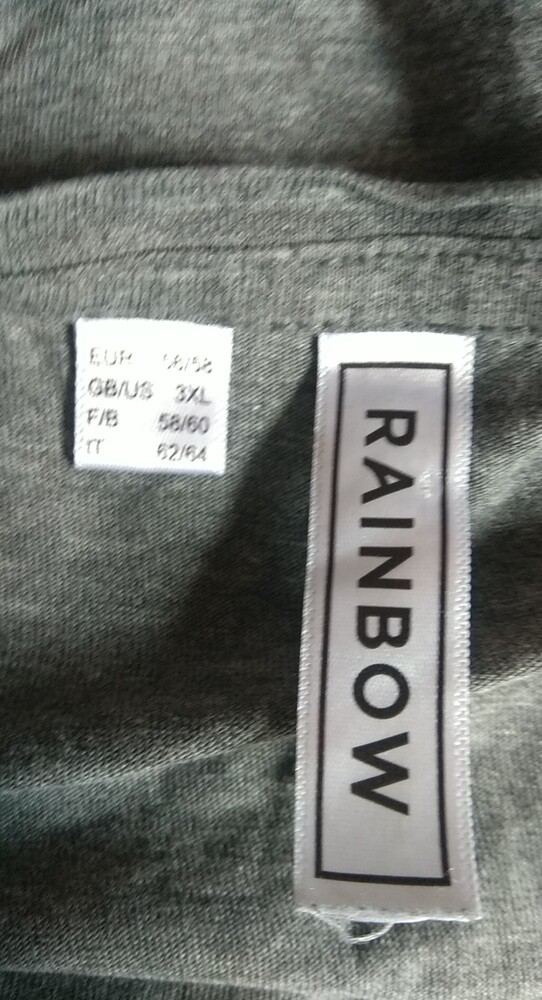 EUR 56/58
GB/US 3XL
F/B 58/60
IT 62/64
RAINBOW